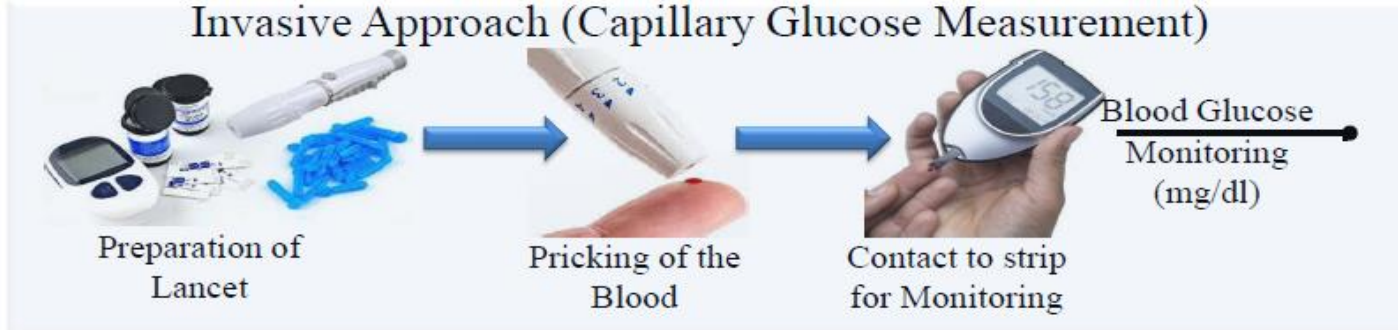 Invasive Approach (Capillary Glucose Measurement)
158
Blood Glucose
Monitoring
(mg/dl)
Preparation of
Lancet
Pricking of the
Blood
Contact to strip
for Monitoring